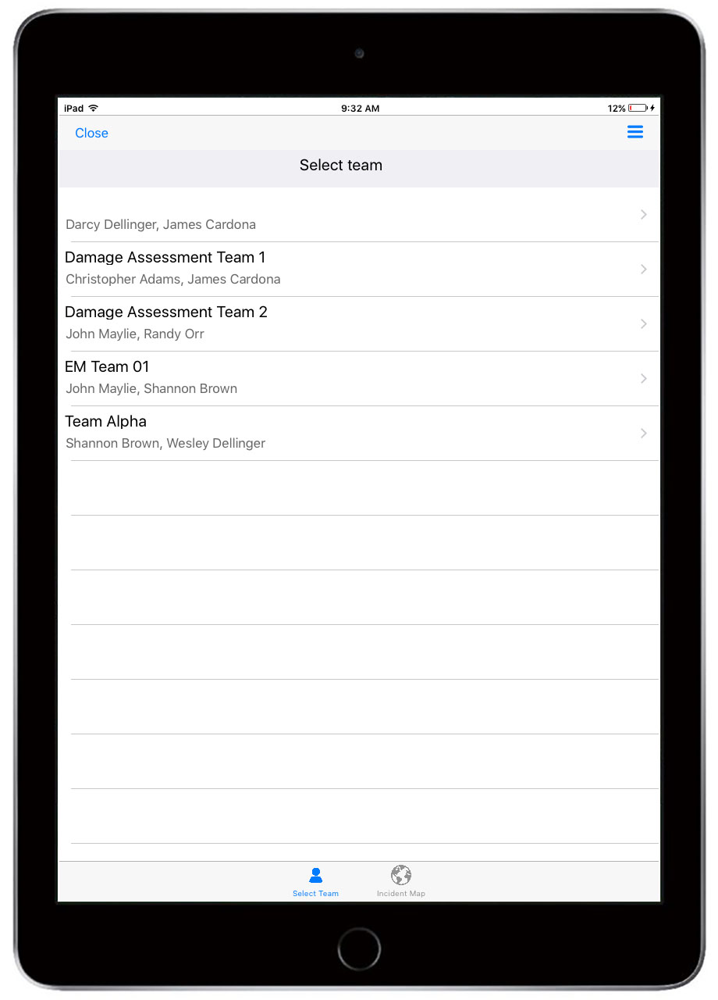 iPad 9:32 AM 12%
Close
Select team
Darcy Dellinger, James Cardona
Damage Assessment Team 1
Christopher Adams, James Cardona
Damage Assessment Team 2
John Maylie, Randy Orr
EM Team 01
John Maylie, Shannon Brown
Team Alpha
Shannon Brown, Wesley Dellinger
Select Team Incident Map